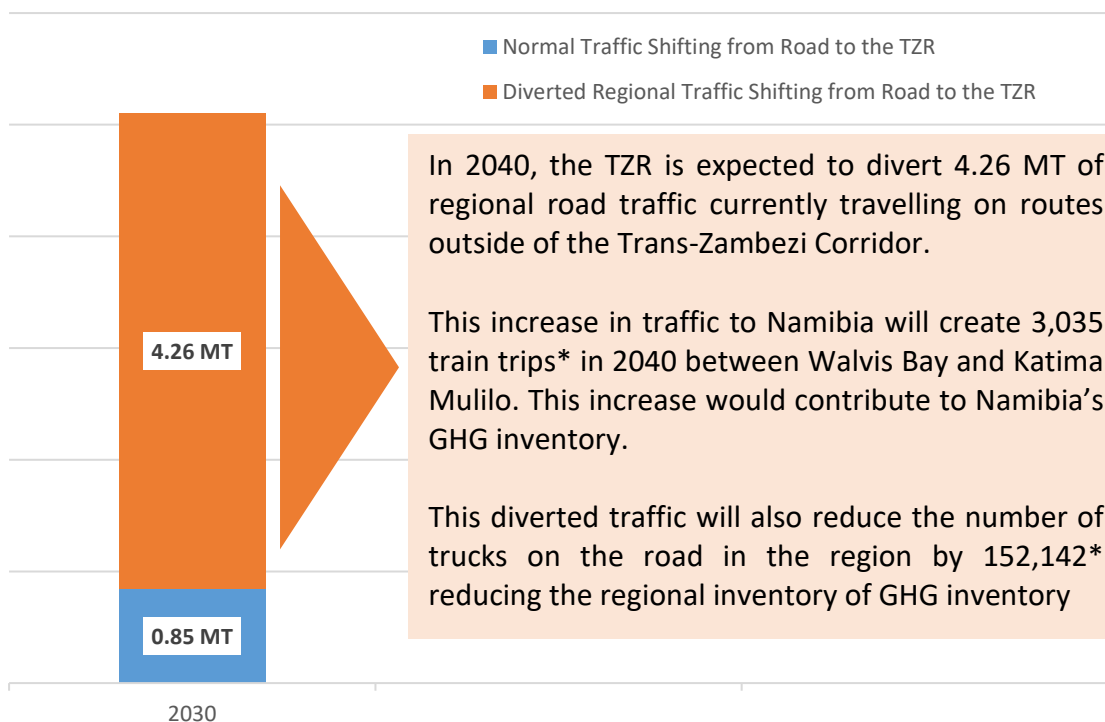 Normal Traffic Shifting from Road to the TZR
Diverted Regional Traffic Shifting from Road to the TZR
In 2040, the TZR is expected to divert 4.26 MT of
regional road traffic currently travelling on routes
outside of the Trans-Zambezi Corridor.
This increase in traffic to Namibia will create 3,035
train trips* in 2040 between Walvis Bay and Katima
Mulilo. This increase would contribute to Namibia’s
GHG inventory.
This diverted traffic will also reduce the number of
trucks on the road in the region by 152,142*
reducing the regional inventory of GHG inventory
4.26 MT
0.85 MT
2030